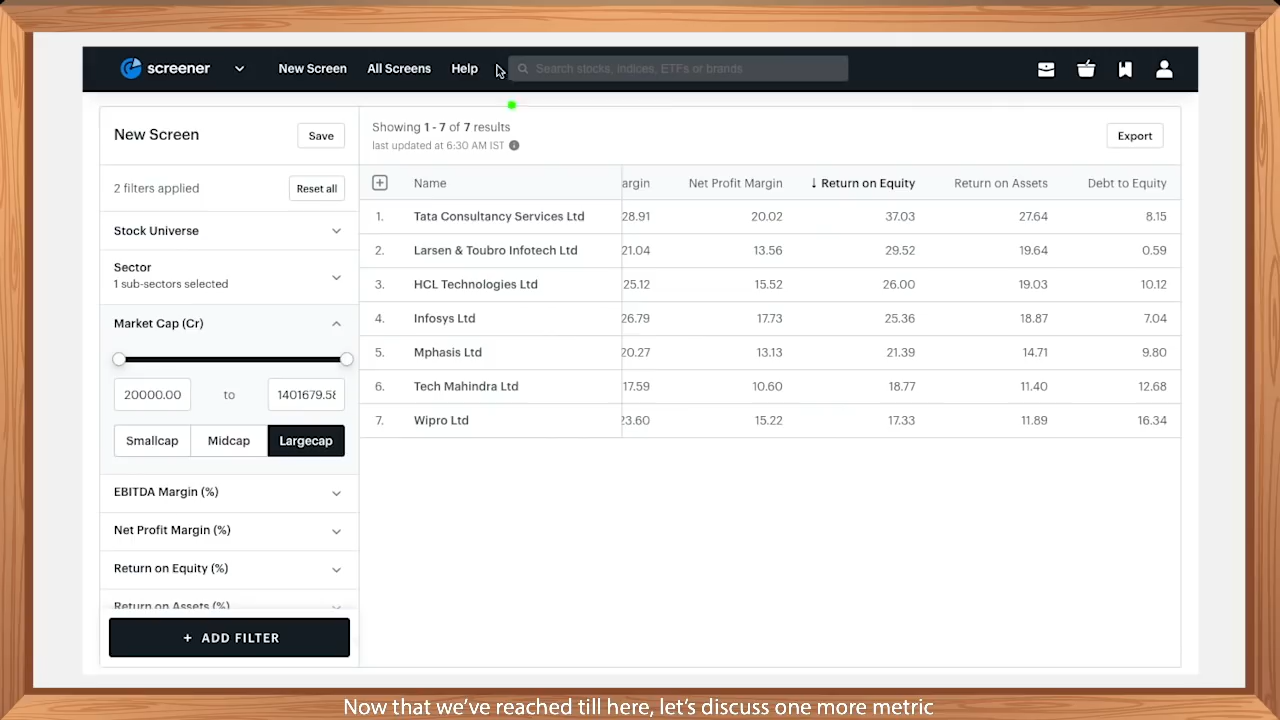 screener New Screen All Screens Help Search stocks, indices, ETFs or brands
New Screen Save
2 filters applied Reset all
Stock Universe
Sector
1 sub-sectors selected
Market Cap (Cr)
20000.00 to 1401679.58
Smallcap Midcap Largecap
EBITDA Margin (%)
Net Profit Margin (%)
Return on Equity (%)
Return on Assets (%)
+ ADD FILTER
Showing 1 - 7 of 7 results
last updated at 6:30 AM IST
Export
Name argin Net Profit Margin ↓ Return on Equity Return on Assets Debt to Equity
1. Tata Consultancy Services Ltd 28.91 20.02 37.03 27.64 8.15
2. Larsen & Toubro Infotech Ltd 21.04 13.56 29.52 19.64 0.59
3. HCL Technologies Ltd 25.12 15.52 26.00 19.03 10.12
4. Infosys Ltd 26.79 17.73 25.36 18.87 7.04
5. Mphasis Ltd 20.27 13.13 21.39 14.71 9.80
6. Tech Mahindra Ltd 17.59 10.60 18.77 11.40 12.68
7. Wipro Ltd 23.60 15.22 17.33 11.89 16.34
Now that we've reached till here, let's discuss one more metric